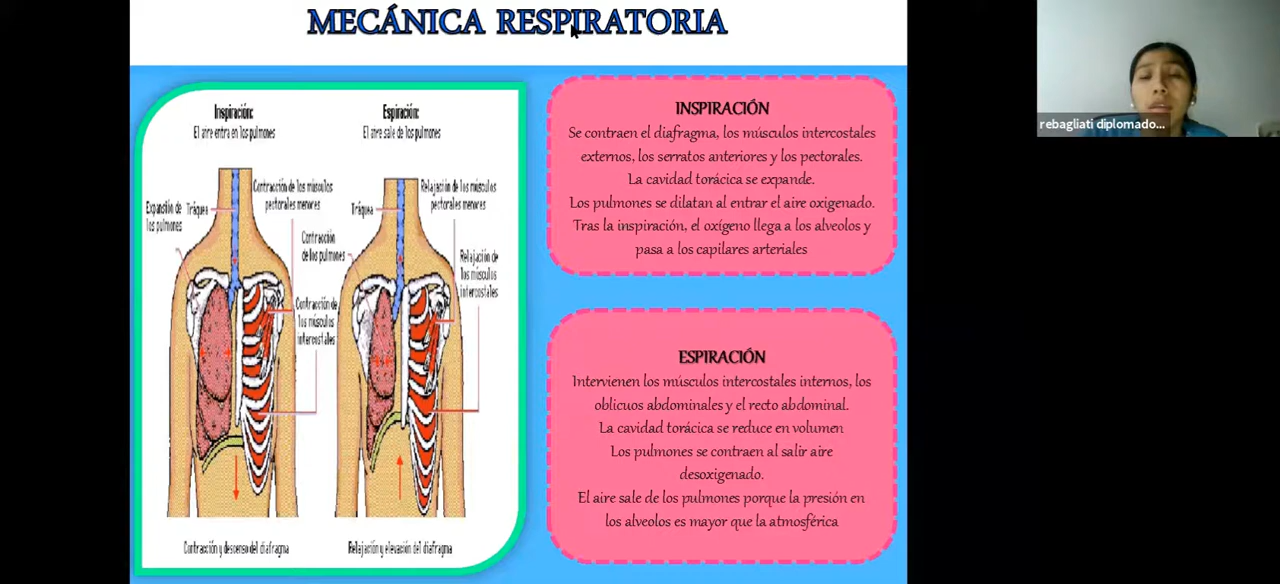 MECÁNICA RESPIRATORIA
Inspiración:
El aire entra en los pulmones
Espiración:
El aire sale de los pulmones
Expansión de
los pulmones
Tráquea
Contracción de los músculos
pectorales menores
Contracción de
los músculos
intercostales
Contracción y descenso del diafragma
Tráquea
Contracción
de los pulmones
Relajación de los músculos
pectorales menores
Relajación de
los músculos
intercostales
Relajación y elevación del diafragma
INSPIRACIÓN
Se contraen el diafragma, los músculos intercostales
externos, los serratos anteriores y los pectorales.
La cavidad torácica se expande.
Los pulmones se dilatan al entrar el aire oxigenado.
Tras la inspiración, el oxígeno llega a los alveolos y
pasa a los capilares arteriales
ESPIRACIÓN
Intervienen los músculos intercostales internos, los
oblicuos abdominales y el recto abdominal.
La cavidad torácica se reduce en volumen
Los pulmones se contraen al salir aire
desoxigenado.
El aire sale de los pulmones porque la presión en
los alveolos es mayor que la atmosférica
rebagliati diplomado...